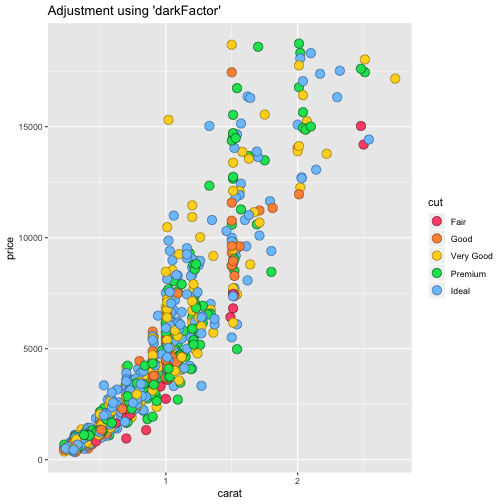 Adjustment using 'darkFactor'
price
15000
10000
5000
0
1
2
carat
cut
Fair
Good
Very Good
Premium
Ideal